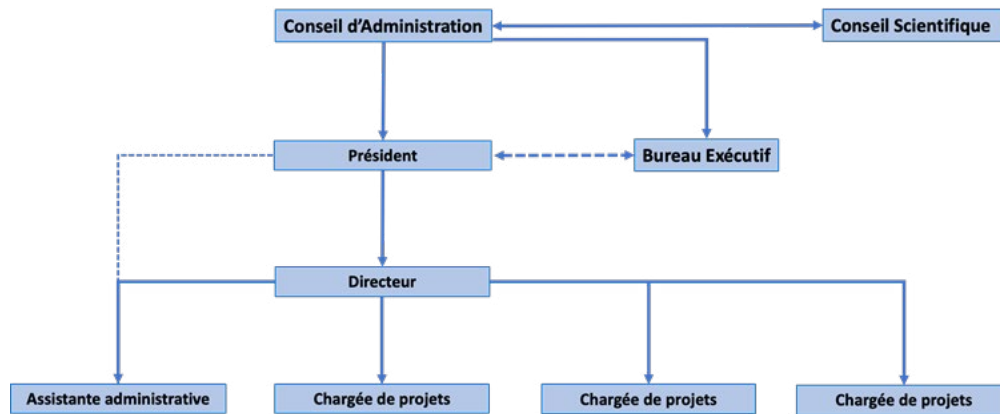 Conseil d’Administration
Conseil Scientifique
Président
Bureau Exécutif
Directeur
Assistante administrative
Chargée de projets
Chargée de projets
Chargée de projets